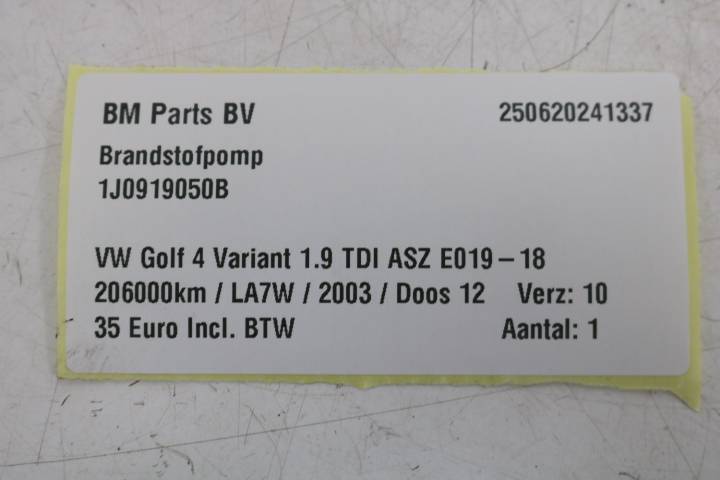 BM Parts BV 250620241337
Brandstofpomp
1J0919050B
VW Golf 4 Variant 1.9 TDI ASZ E019-18
206000km / LA7W / 2003 / Doos 12 Verz: 10
35 Euro Incl. BTW Aantal: 1